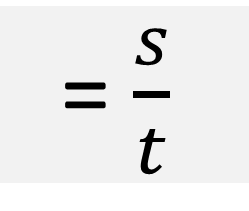 = s/t